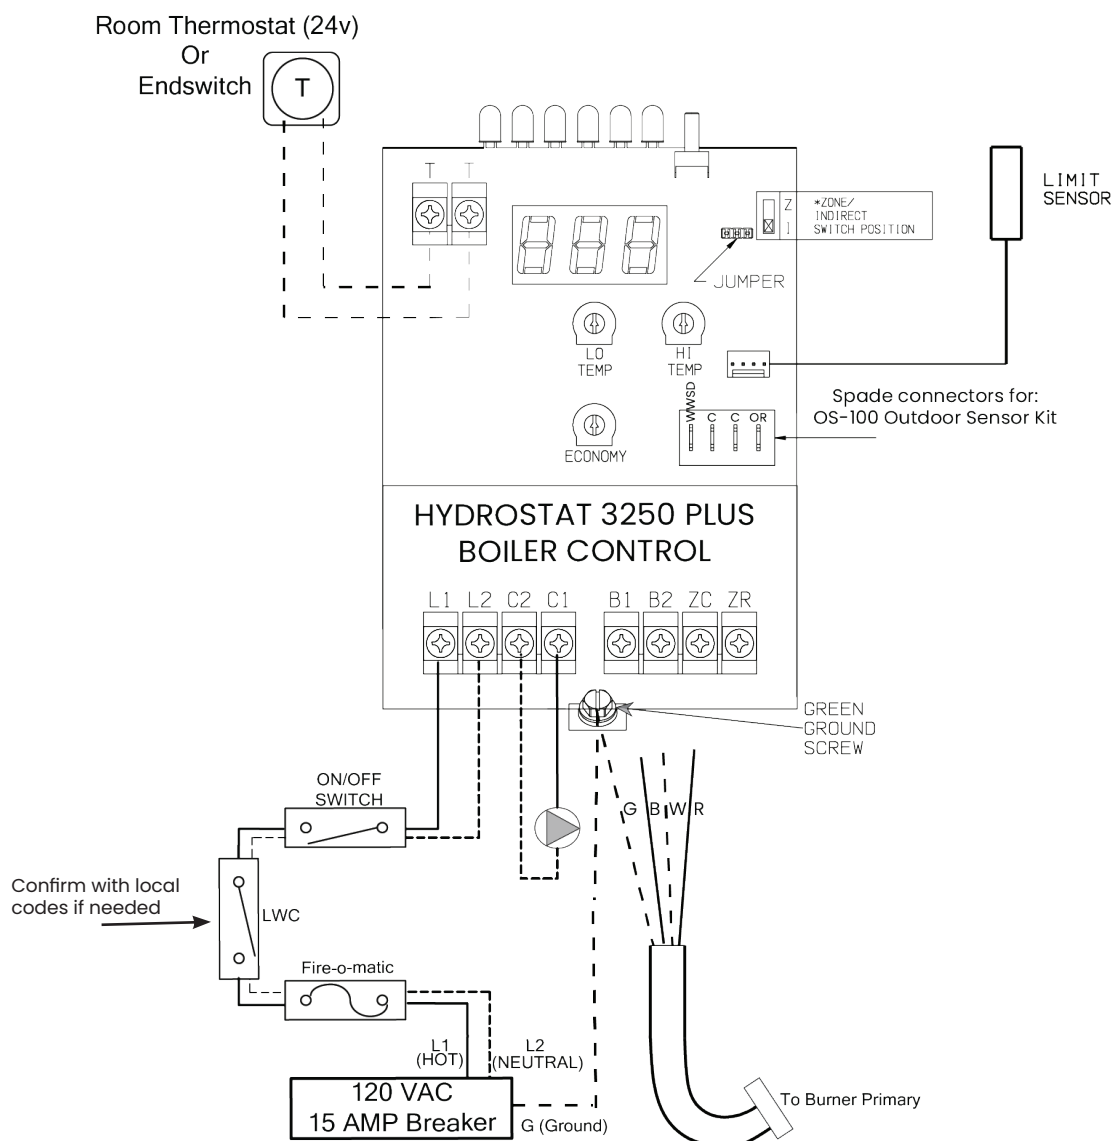 Room Thermostat (24v)
Or
Endswitch
T
T T
Z
I
*ZONE/
INDIRECT
SWITCH POSITION
JUMPER
LIMIT
SENSOR
LO
TEMP
HI
TEMP
WWSD
C C OR
Spade connectors for:
OS-100 Outdoor Sensor Kit
ECONOMY
HYDROSTAT 3250 PLUS
BOILER CONTROL
L1 L2 C2 C1 B1 B2 ZC ZR
GREEN
GROUND
SCREW
ON/OFF
SWITCH
G B W R
Confirm with local
codes if needed
LWC
Fire-o-matic
L1
(HOT)
L2
(NEUTRAL)
120 VAC
15 AMP Breaker
G (Ground)
To Burner Primary